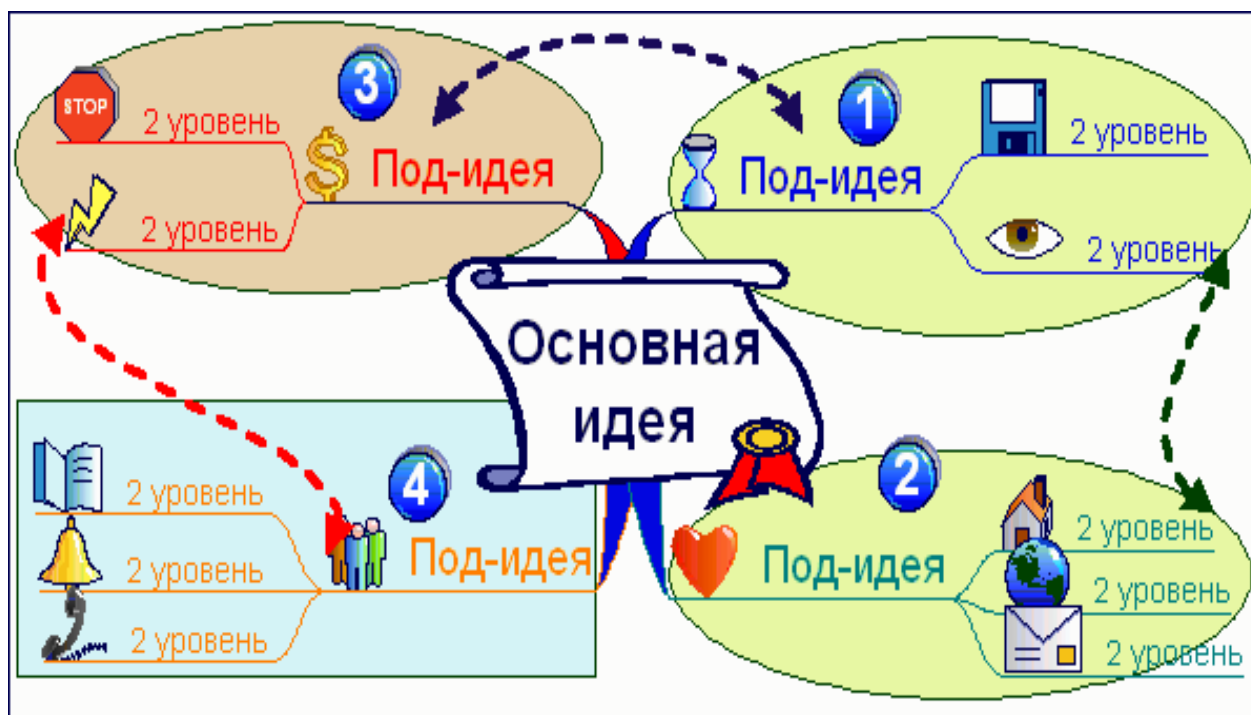 3
STOP
2 уровень
Под-идея
2 уровень
1
2 уровень
Под-идея
2 уровень
Основная
идея
4
2 уровень
Под-идея
2 уровень
2 уровень
2
2 уровень
Под-идея
2 уровень
2 уровень